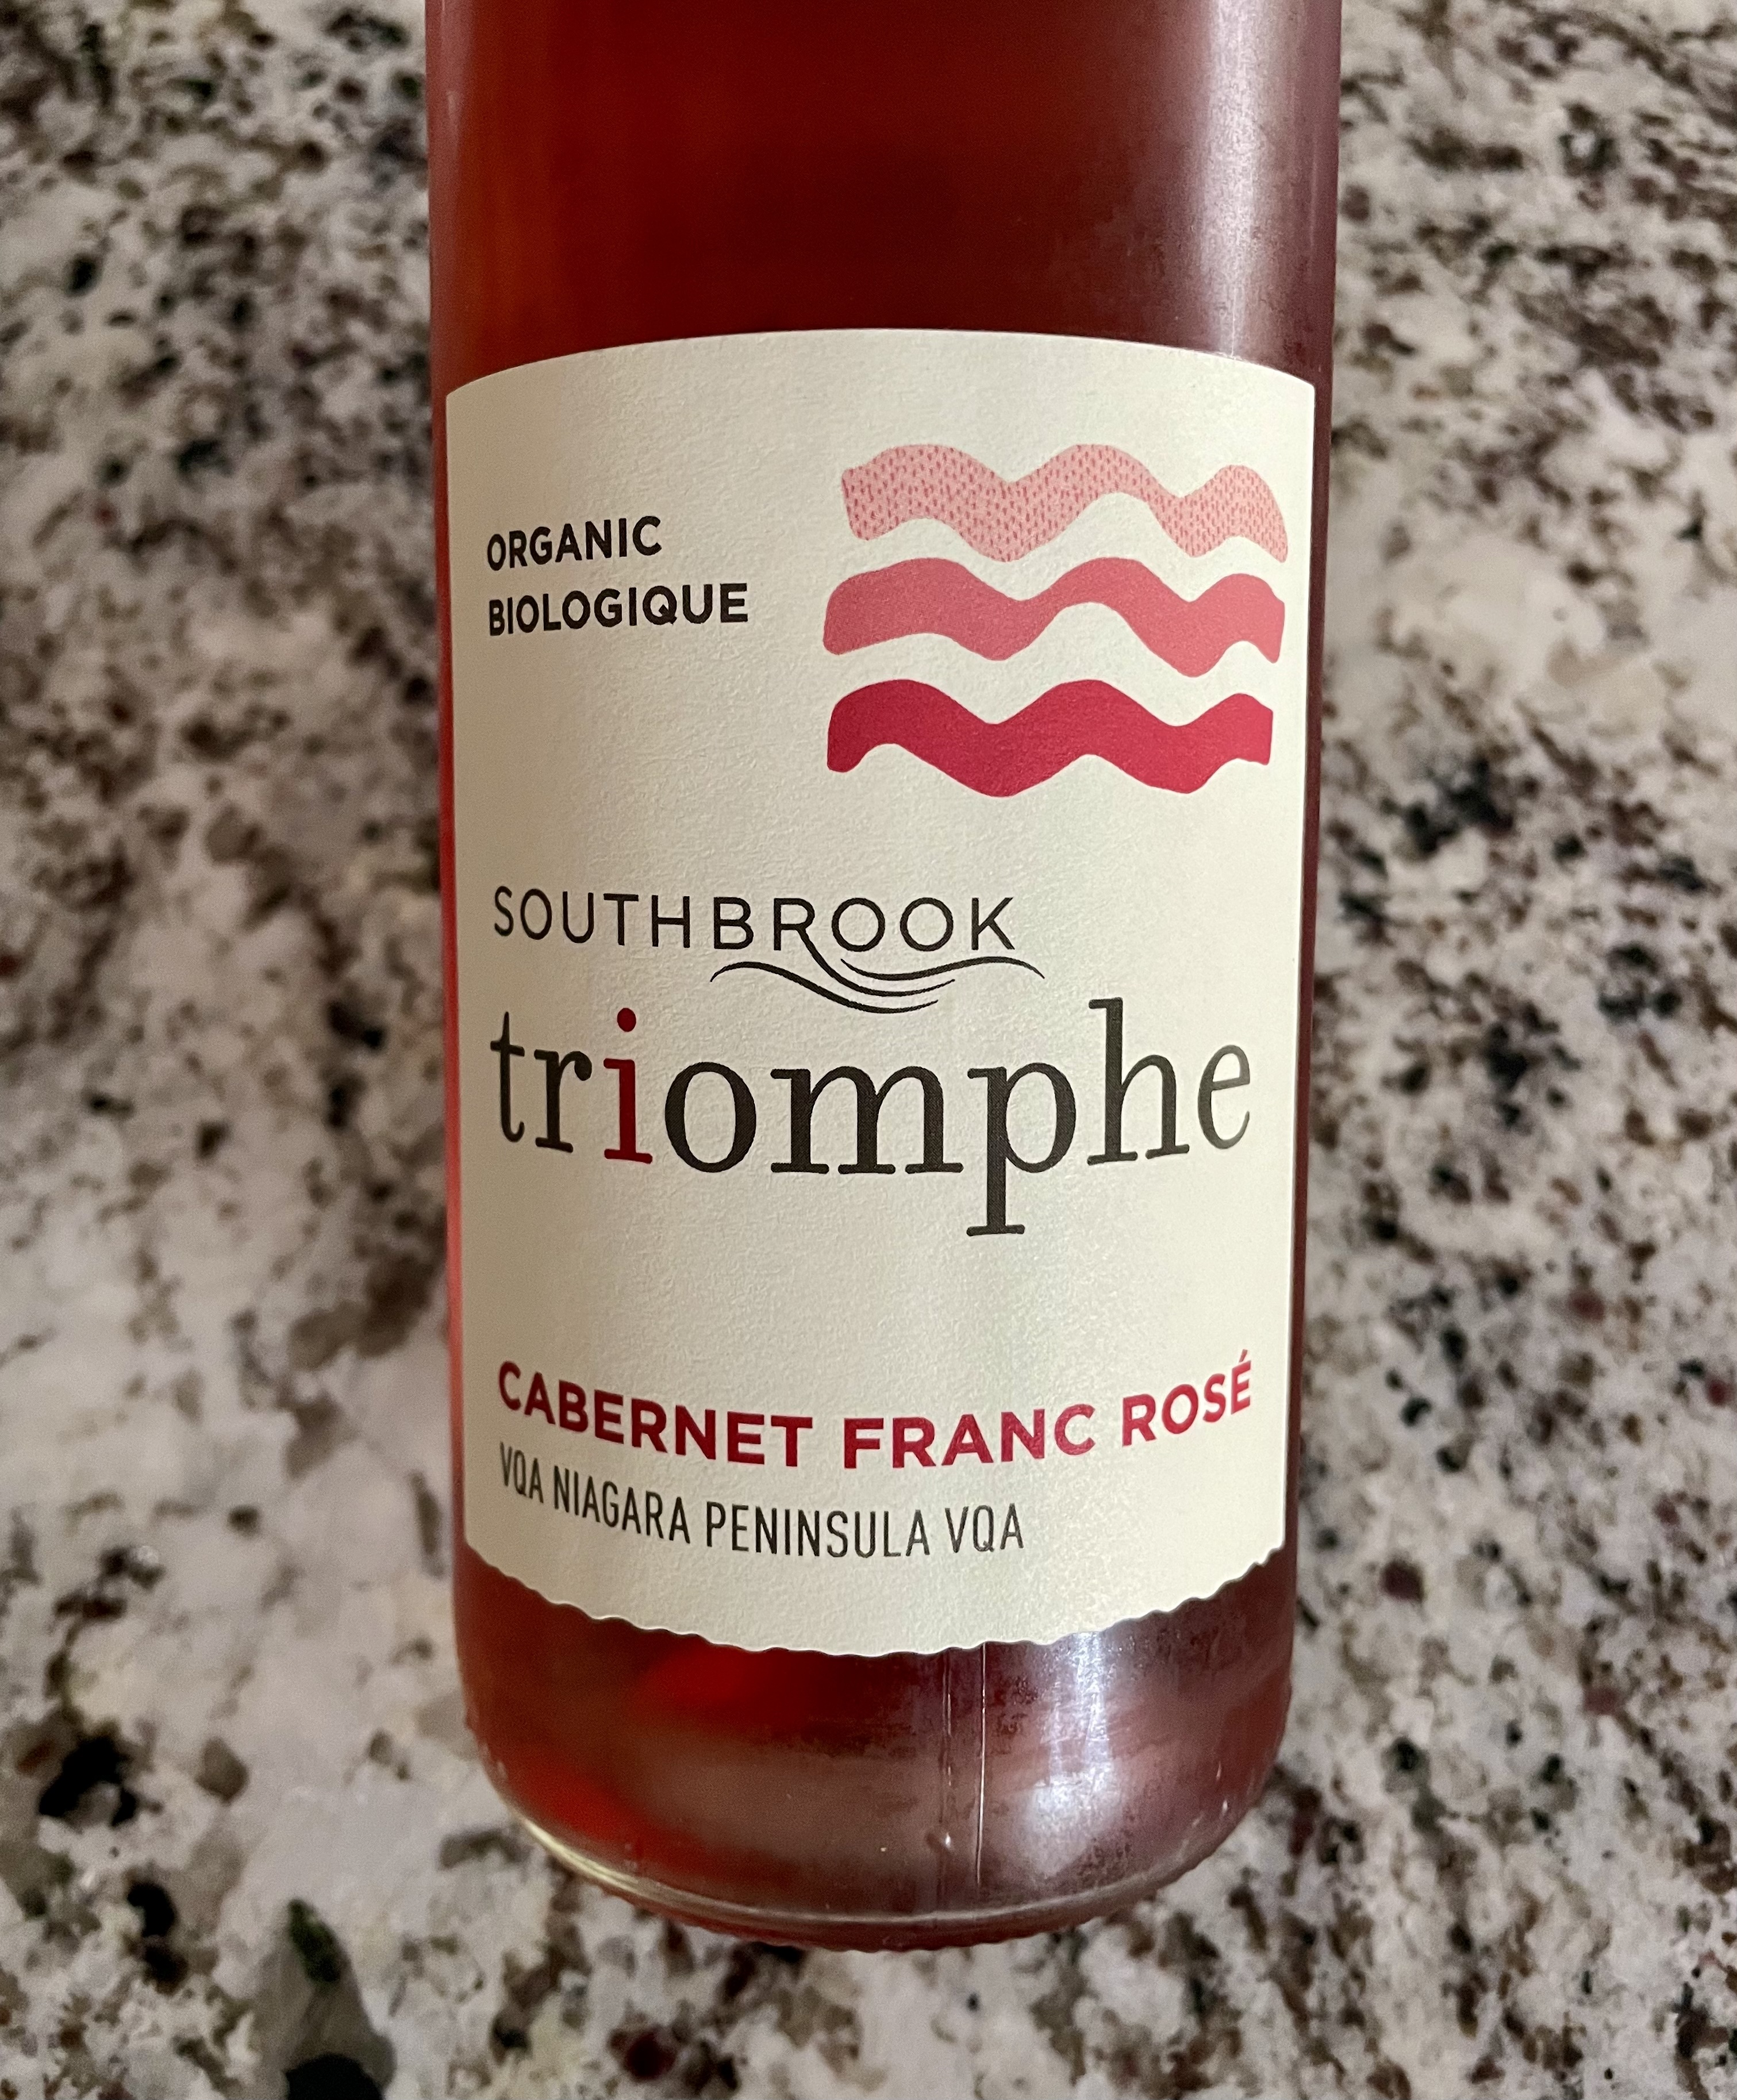 ORGANIC
BIOLOGIQUE
SOUTHBROOK
triomphe
CABERNET FRANC ROSÉ
VQA NIAGARA PENINSULA VQA